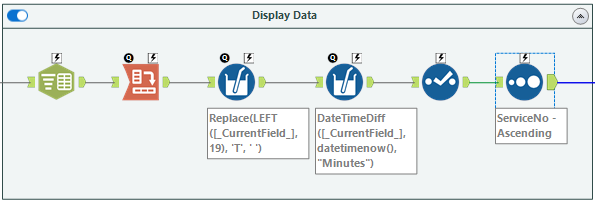 Display Data
Replace(LEFT
([_CurrentField_],
19), 'T', ' ')
DateTimeDiff
([_CurrentField_],
datetimenow(),
"Minutes")
ServiceNo -
Ascending